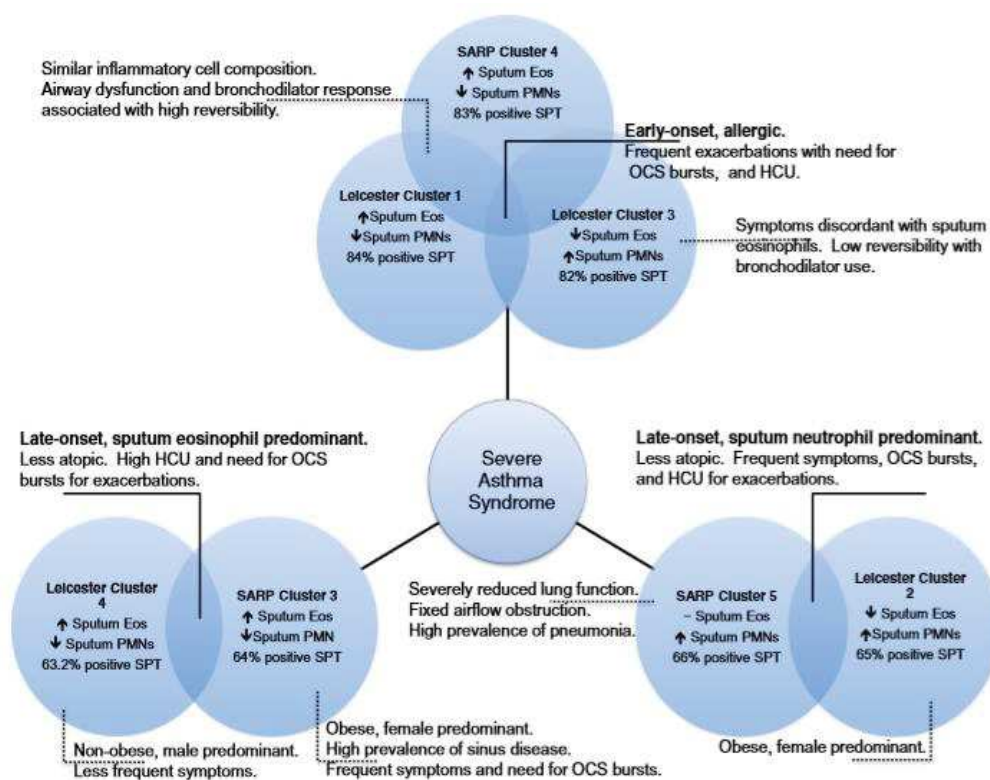 SARP Cluster 4
↑ Sputum Eos
↓ Sputum PMNs
83% positive SPT
Similar inflammatory cell composition.
Airway dysfunction and bronchodilator response
associated with high reversibility.
Early-onset, allergic.
Frequent exacerbations with need for
OCS bursts, and HCU.
Leicester Cluster 1
↑Sputum Eos
↓Sputum PMNs
84% positive SPT
Leicester Cluster 3
↓Sputum Eos
↑Sputum PMNs
82% positive SPT
Symptoms discordant with sputum
eosinophils. Low reversibility with
bronchodilator use.
Late-onset, sputum eosinophil predominant.
Less atopic. High HCU and need for OCS
bursts for exacerbations.
Severe
Asthma
Syndrome
Late-onset, sputum neutrophil predominant.
Less atopic. Frequent symptoms, OCS bursts,
and HCU for exacerbations.
Leicester Cluster
4
↑ Sputum Eos
↓ Sputum PMNs
63.2% positive SPT
SARP Cluster 3
↑ Sputum Eos
↓Sputum PMN
64% positive SPT
Severely reduced lung function.
Fixed airflow obstruction.
High prevalence of pneumonia.
SARP Cluster 5
– Sputum Eos
↑ Sputum PMNs
66% positive SPT
Leicester Cluster
2
↓ Sputum Eos
↑Sputum PMNs
65% positive SPT
Non-obese, male predominant.
Less frequent symptoms.
Obese, female predominant.
High prevalence of sinus disease.
Frequent symptoms and need for OCS bursts.
Obese, female predominant.